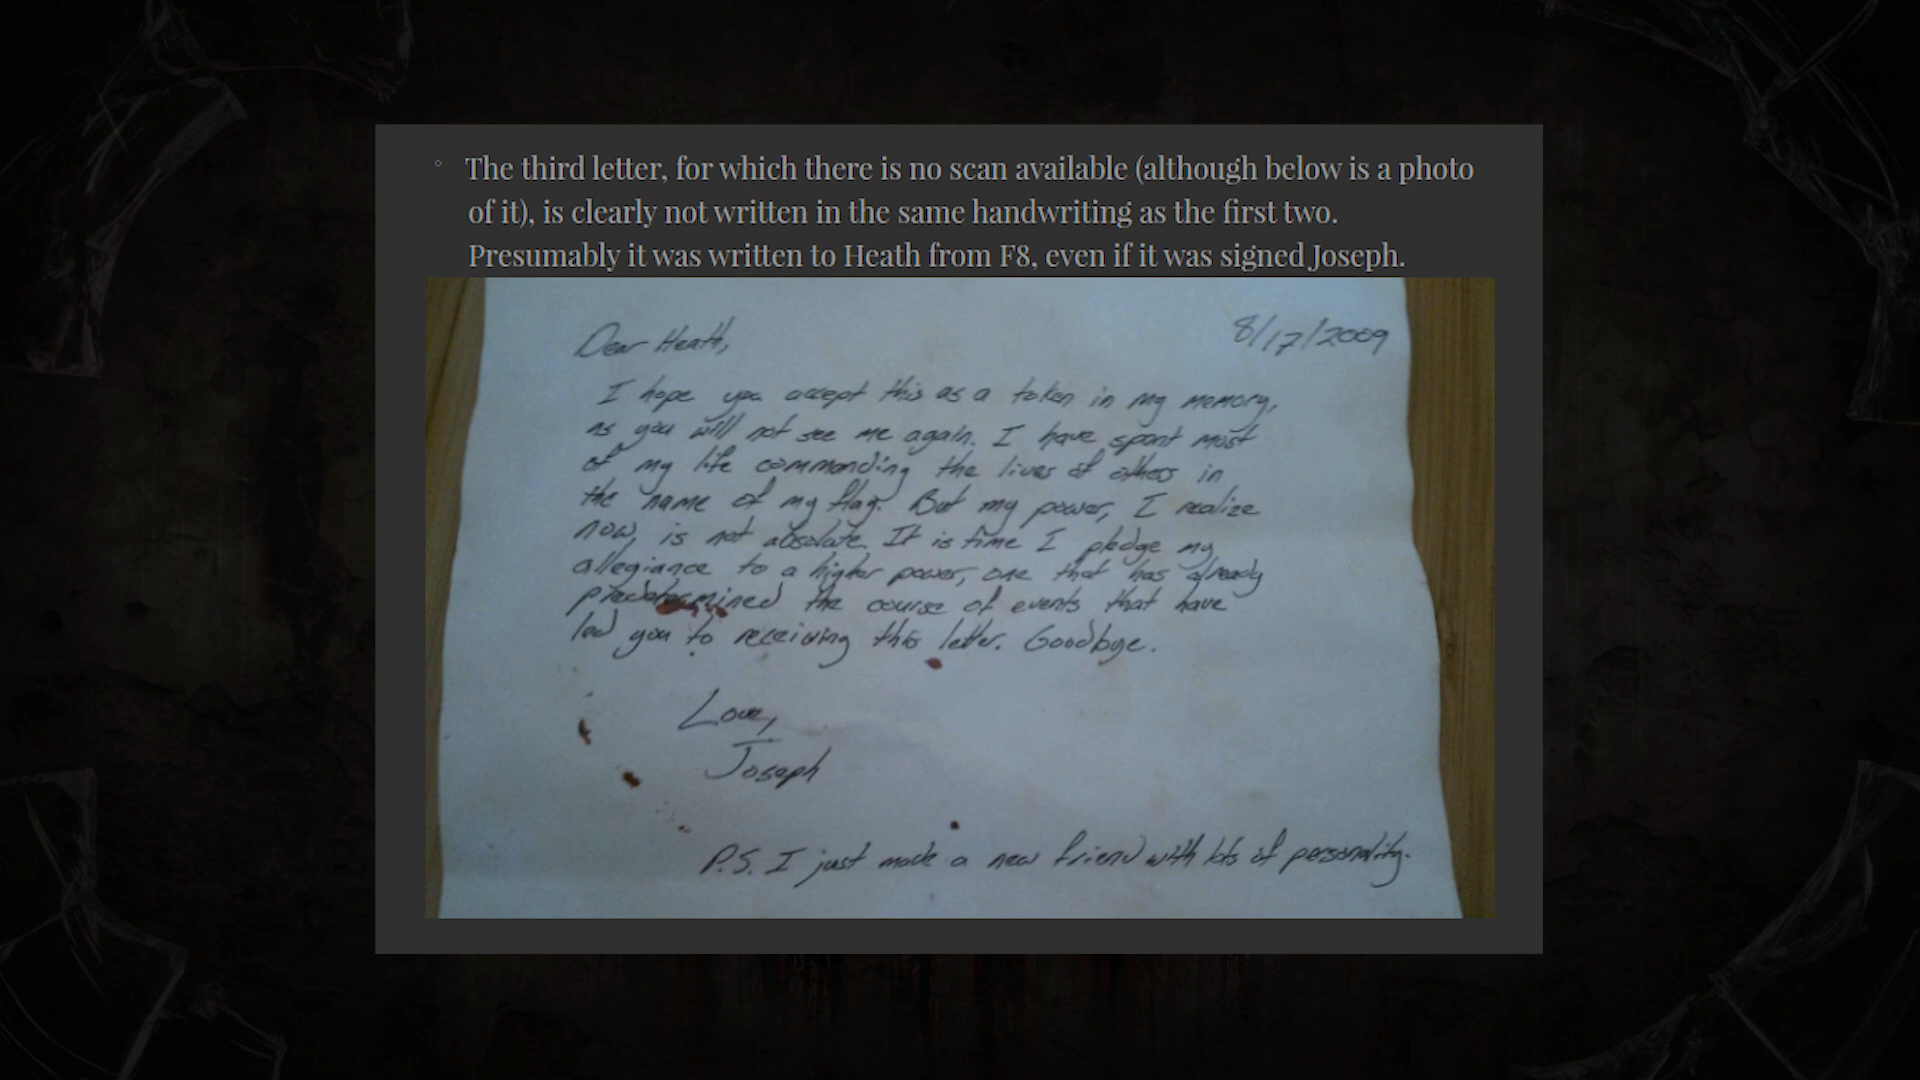 The third letter, for which there is no scan available (although below is a photo
of it), is clearly not written in the same handwriting as the first two.
Presumably it was written to Heath from F8, even if it was signed Joseph.
8/17/2009
Dear Heath,
I hope you accept this as a token in my memory,
as you will not see me again. I have spent most
of my life commanding the lives of others in
the name of my flag. But my power, I realize
now, is not absolute. It is time I pledge my
allegiance to a higher power, one that has already
predetermined the course of events that have
led you to receiving this letter. Goodbye.
Love,
Joseph
P.S. I just made a new friend with lots of personality.